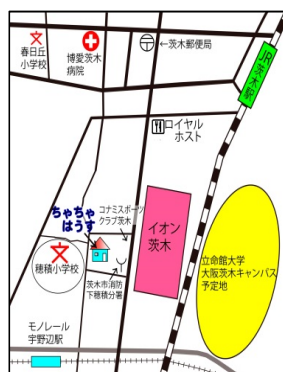 春日丘
小学校
博愛茨木
病院
←茨木郵便局
JR茨木駅
ロイヤル
ホスト
ちゃちゃ
はうす
コナミスポーツ
クラブ茨木
イオン
茨木
穂積小学校
茨木市消防
下穂積分署
立命館大学
大阪茨木キャンパス
予定地
モノレール
宇野辺駅